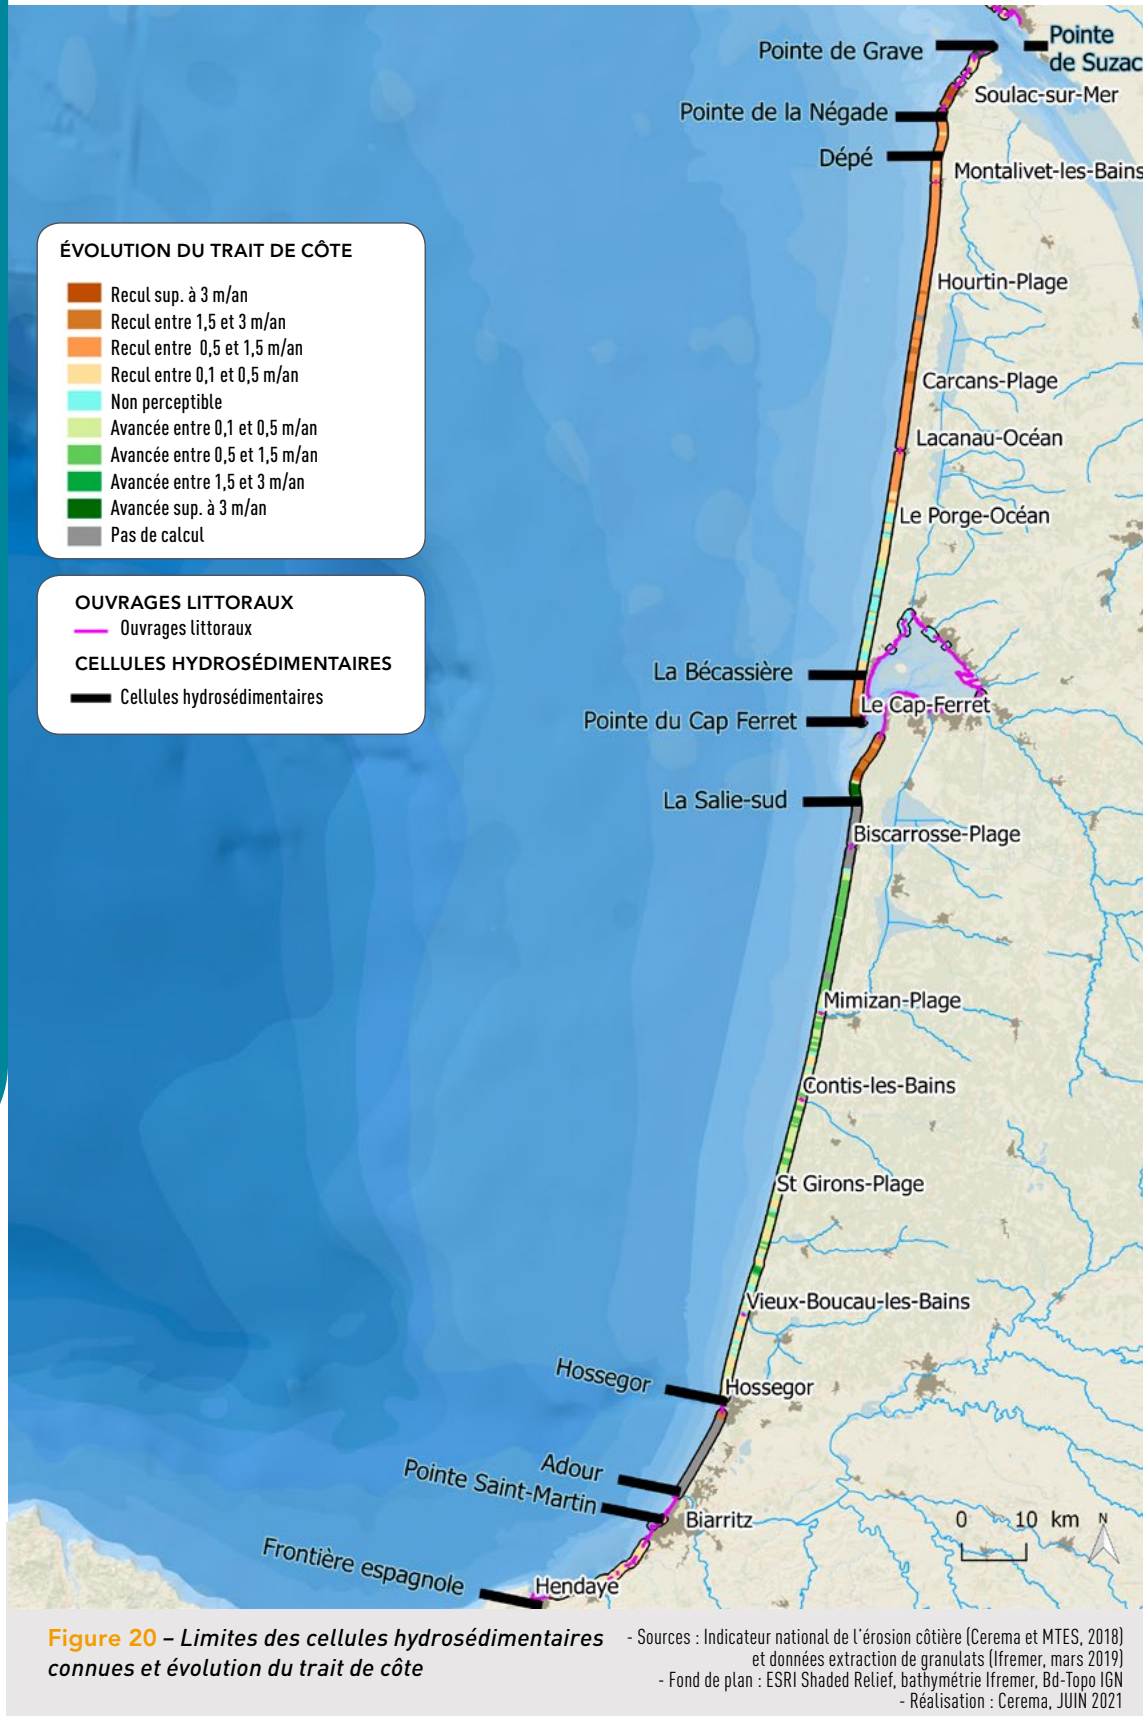 Pointe de Grave
Pointe
de Suzac
Soulac-sur-Mer
Pointe de la Négade
Dépé
Montalivet-les-Bains
ÉVOLUTION DU TRAIT DE CÔTE
Recul sup. à 3 m/an
Recul entre 1,5 et 3 m/an
Recul entre 0,5 et 1,5 m/an
Recul entre 0,1 et 0,5 m/an
Non perceptible
Avancée entre 0,1 et 0,5 m/an
Avancée entre 0,5 et 1,5 m/an
Avancée entre 1,5 et 3 m/an
Avancée sup. à 3 m/an
Pas de calcul
OUVRAGES LITTORAUX
Ouvrages littoraux
CELLULES HYDROSÉDIMENTAIRES
Cellules hydrosédimentaires
Hourtin-Plage
Carcans-Plage
Lacanau-Océan
Le Porge-Océan
La Bécassière
Le Cap-Ferret
Pointe du Cap Ferret
La Salie-sud
Biscarrosse-Plage
Mimizan-Plage
Contis-les-Bains
St Girons-Plage
Vieux-Boucau-les-Bains
Hossegor
Hossegor
Adour
Pointe Saint-Martin
Biarritz
Frontière espagnole
Hendaye
0 10 km N
Figure 20 – Limites des cellules hydrosédimentaires
connues et évolution du trait de côte
- Sources : Indicateur national de l'érosion côtière (Cerema et MTES, 2018)
et données extraction de granulats (Ifremer, mars 2019)
- Fond de plan : ESRI Shaded Relief, bathymétrie Ifremer, Bd-Topo IGN
- Réalisation : Cerema, JUIN 2021